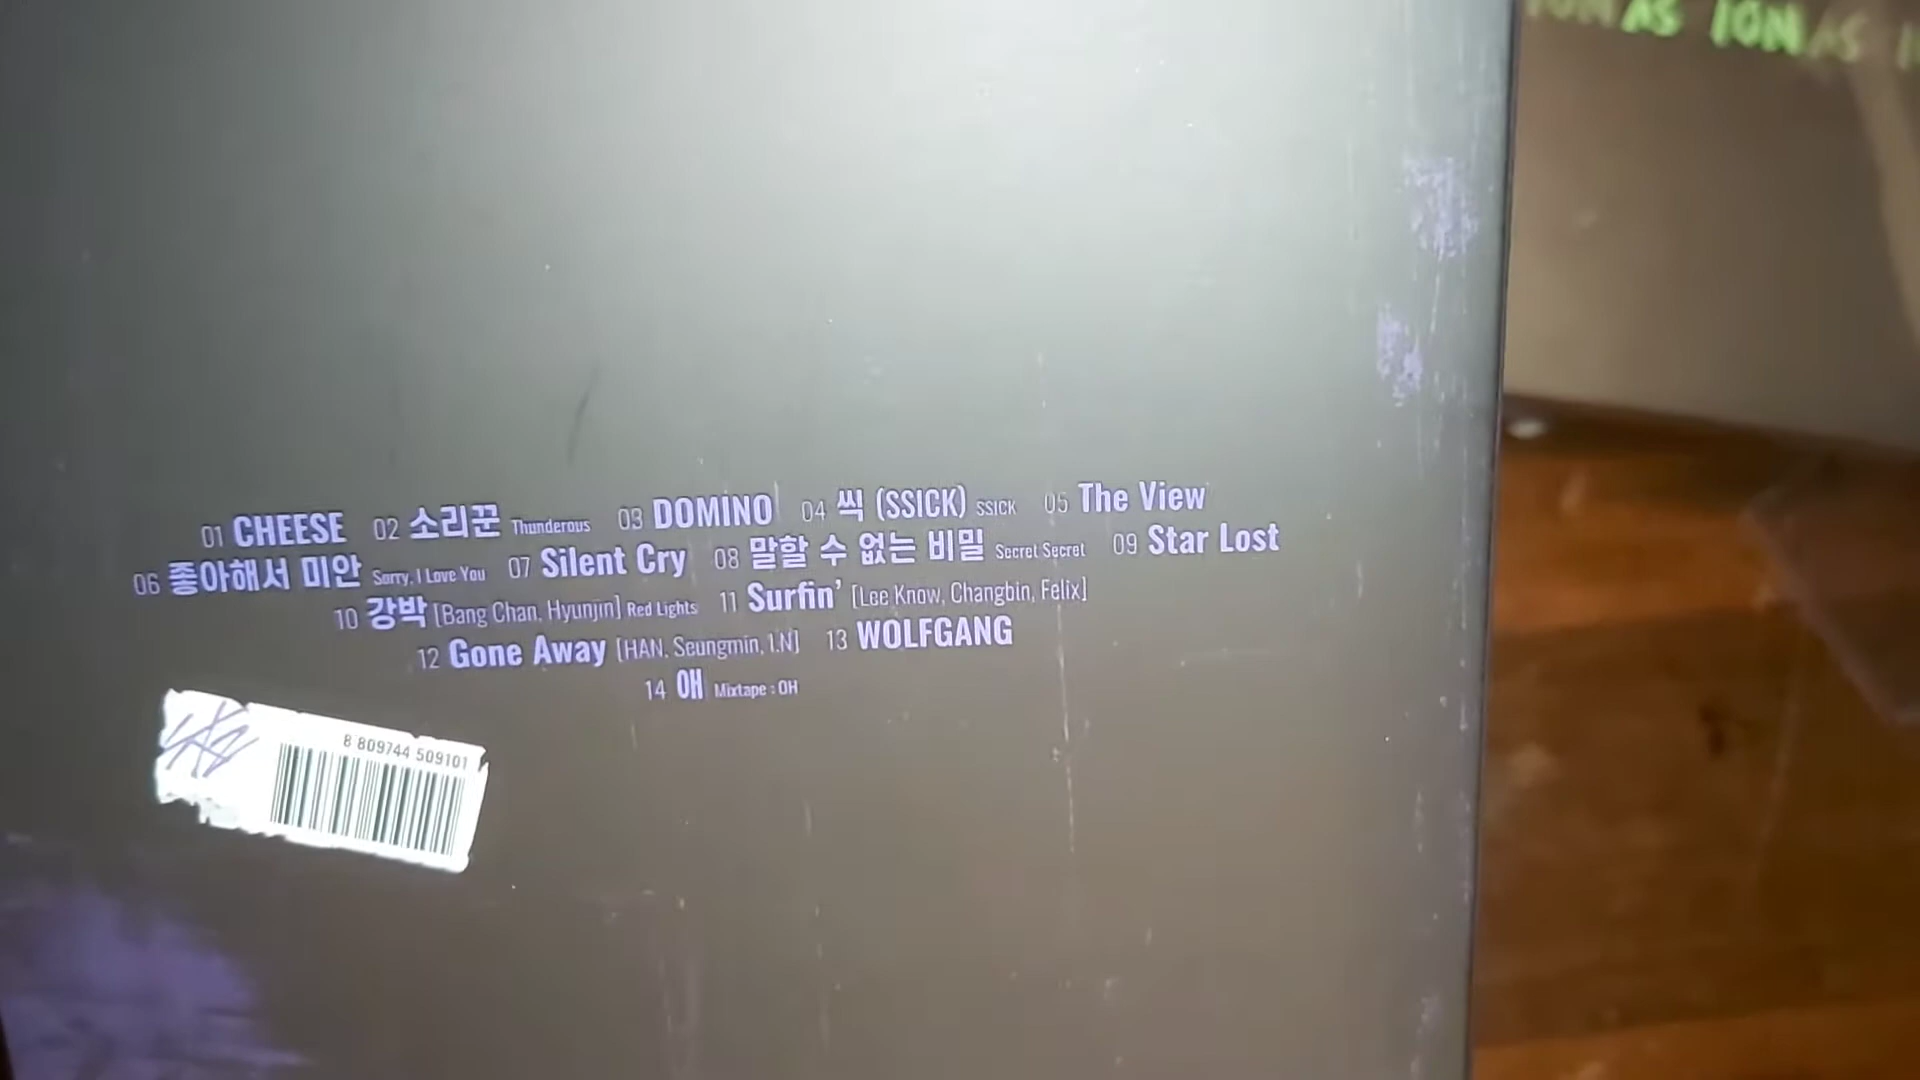 01 CHEESE 02 소리꾼 Thunderous 03 DOMINO 04 씩 (SSICK) SSICK 05 The View
06 좋아해서 미안 Sorry, I Love You 07 Silent Cry 08 말할 수 없는 비밀 Secret Secret 09 Star Lost
10 강박 [Bang Chan, Hyunjin] Red Lights 11 Surfin' [Lee Know, Changbin, Felix]
12 Gone Away [HAN, Seungmin, I.N] 13 WOLFGANG
14 애 Mixtape : OH
8 809744 509101